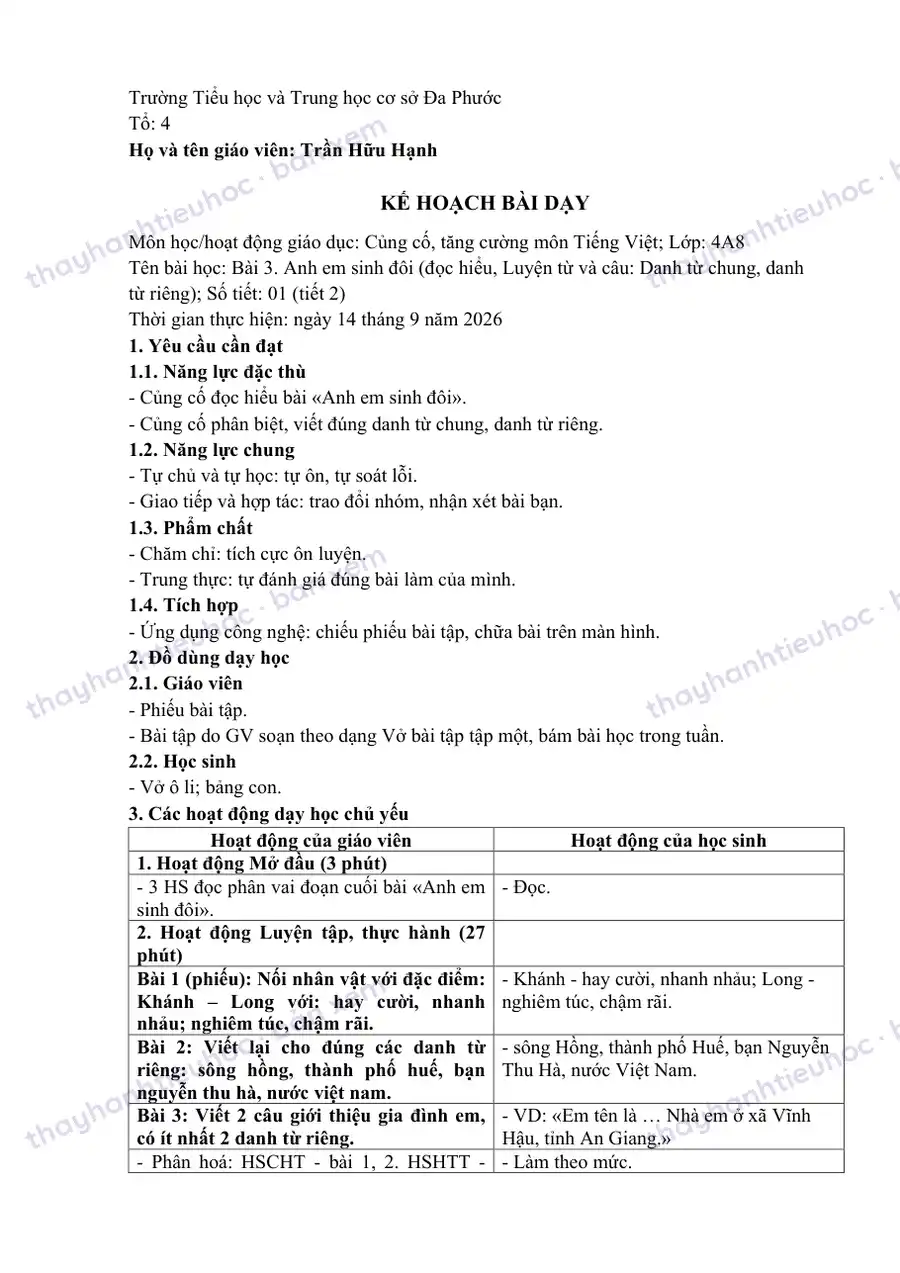 Trường Tiểu học và Trung học cơ sở Đa Phước
Tổ: 4
Họ và tên giáo viên: Trần Hữu Hạnh
KẾ HOẠCH BÀI DẠY
Môn học/hoạt động giáo dục: Củng cố, tăng cường môn Tiếng Việt; Lớp: 4A8
Tên bài học: Bài 3. Anh em sinh đôi (đọc hiểu, Luyện từ và câu: Danh từ chung, danh
từ riêng); Số tiết: 01 (tiết 2)
Thời gian thực hiện: ngày 14 tháng 9 năm 2026
1. Yêu cầu cần đạt
1.1. Năng lực đặc thù
- Củng cố đọc hiểu bài «Anh em sinh đôi».
- Củng cố phân biệt, viết đúng danh từ chung, danh từ riêng.
1.2. Năng lực chung
- Tự chủ và tự học: tự ôn, tự soát lỗi.
- Giao tiếp và hợp tác: trao đổi nhóm, nhận xét bài bạn.
1.3. Phẩm chất
- Chăm chỉ: tích cực ôn luyện.
- Trung thực: tự đánh giá đúng bài làm của mình.
1.4. Tích hợp
- Ứng dụng công nghệ: chiếu phiếu bài tập, chữa bài trên màn hình.
2. Đồ dùng dạy học
2.1. Giáo viên
- Phiếu bài tập.
- Bài tập do GV soạn theo dạng Vở bài tập tập một, bám bài học trong tuần.
2.2. Học sinh
- Vở ô li; bảng con.
3. Các hoạt động dạy học chủ yếu
Hoạt động của giáo viên
Hoạt động của học sinh
1. Hoạt động Mở đầu (3 phút)
- 3 HS đọc phân vai đoạn cuối bài «Anh em
sinh đôi».
- Đọc.
2. Hoạt động Luyện tập, thực hành (27
phút)
Bài 1 (phiếu): Nối nhân vật với đặc điểm:
Khánh – Long với: hay cười, nhanh
nhảu; nghiêm túc, chậm rãi.
- Khánh - hay cười, nhanh nhảu; Long -
nghiêm túc, chậm rãi.
Bài 2: Viết lại cho đúng các danh từ
riêng: sông hồng, thành phố huế, bạn
nguyễn thu hà, nước việt nam.
- sông Hồng, thành phố Huế, bạn Nguyễn
Thu Hà, nước Việt Nam.
Bài 3: Viết 2 câu giới thiệu gia đình em,
có ít nhất 2 danh từ riêng.
- VD: «Em tên là … Nhà em ở xã Vĩnh
Hậu, tỉnh An Giang.»
- Phân hoá: HSCHT - bài 1, 2. HSHTT -
- Làm theo mức.
thayhanhtieuhoc · bản xem
thayhanhtieuhoc · b
thayhanhtieuhoc · bản xem
thayhanhtieuhoc · b
thayhanhtieuhoc · bản xem
thayhanhtieuhoc · b